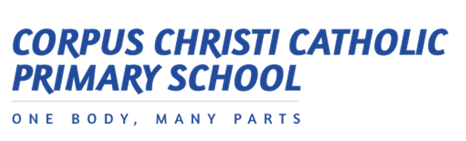 CORPUS CHRISTI CATHOLIC
PRIMARY SCHOOL
ONE BODY, MANY PARTS